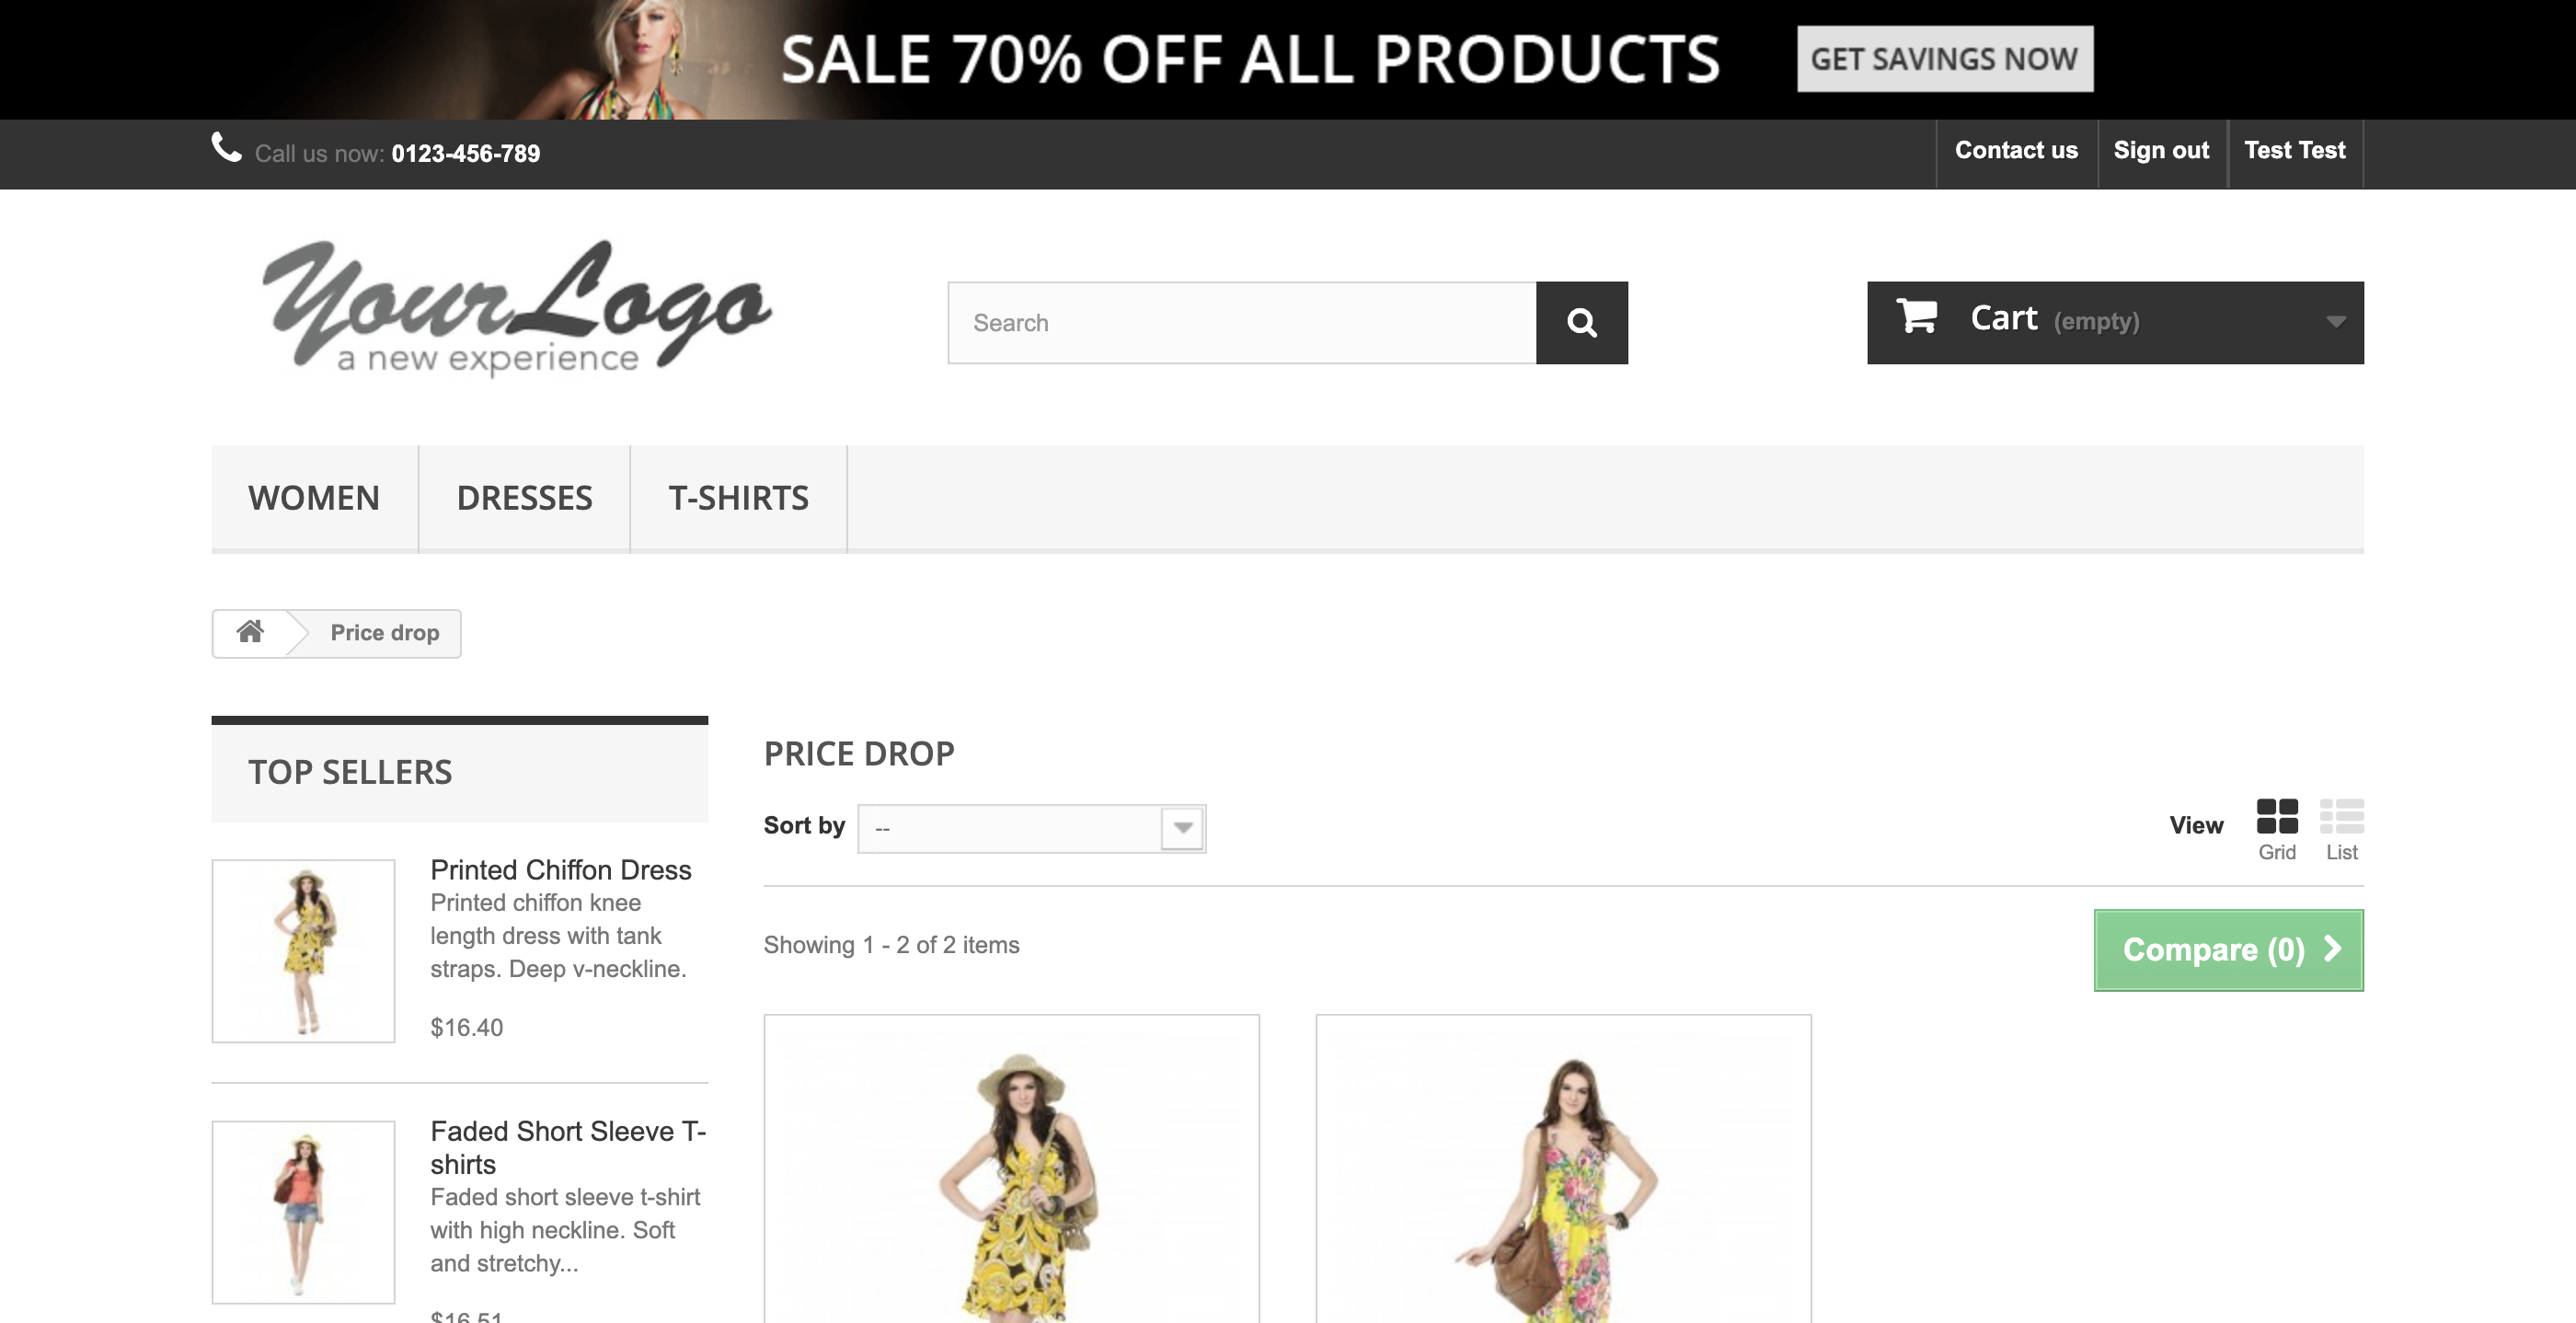 SALE 70% OFF ALL PRODUCTS
GET SAVINGS NOW
Call us now: 0123-456-789
Contact us
Sign out
Test Test
YourLogo
a new experience
Search
Cart (empty)
WOMEN
DRESSES
T-SHIRTS
Price drop
TOP SELLERS
Printed Chiffon Dress
Printed chiffon knee
length dress with tank
straps. Deep v-neckline.
$16.40
Faded Short Sleeve T-
shirts
Faded short sleeve t-shirt
with high neckline. Soft
and stretchy...
$16.51
PRICE DROP
Sort by
--
View
Grid
List
Showing 1 - 2 of 2 items
Compare (0)